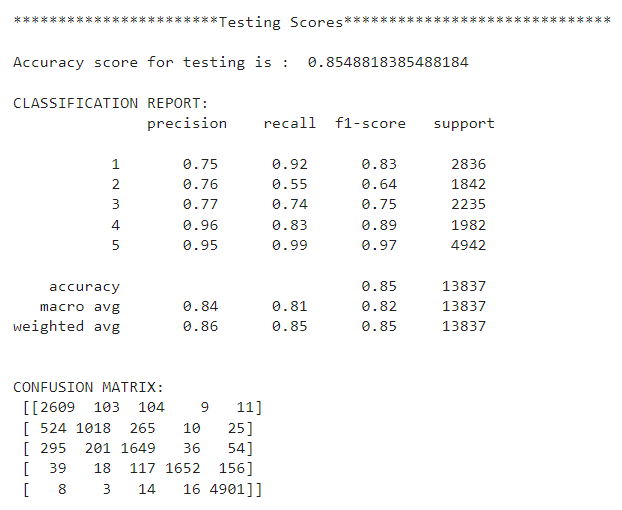 ***********************Testing Scores******************************
Accuracy score for testing is :  0.8548818385488184
CLASSIFICATION REPORT:
               precision    recall  f1-score   support
           1       0.75      0.92      0.83      2836
           2       0.76      0.55      0.64      1842
           3       0.77      0.74      0.75      2235
           4       0.96      0.83      0.89      1982
           5       0.95      0.99      0.97      4942
    accuracy                           0.85     13837
   macro avg       0.84      0.81      0.82     13837
weighted avg       0.86      0.85      0.85     13837
CONFUSION MATRIX:
 [[2609  103  104    9   11]
 [ 524 1018  265   10   25]
 [ 295  201 1649   36   54]
 [  39   18  117 1652  156]
 [   8    3   14   16 4901]]